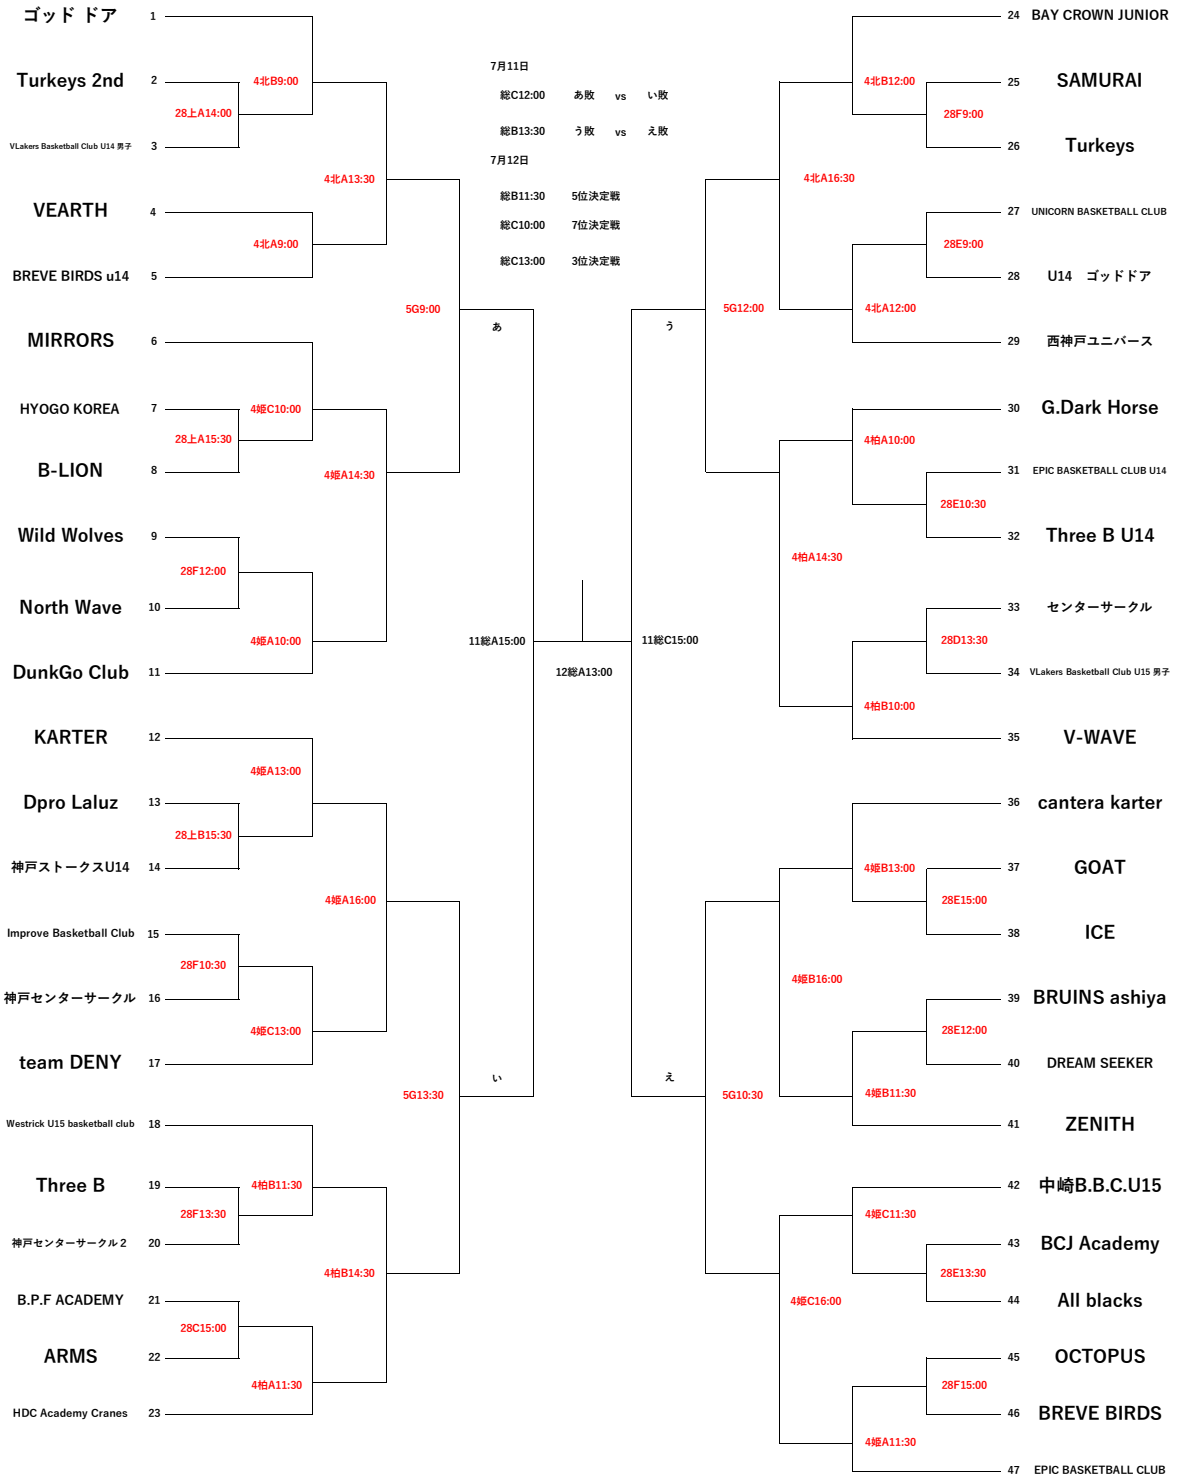 ゴッド ドア 1
4北B9:00
Turkeys 2nd 2
28上A14:00
VLakers Basketball Club U14 男子 3
4北A13:30
VEARTH 4
4北A9:00
BREVE BIRDS u14 5
5G9:00
あ
MIRRORS 6
4姫C10:00
HYOGO KOREA 7
28上A15:30
B-LION 8
4姫A14:30
Wild Wolves 9
28F12:00
North Wave 10
4姫A10:00
DunkGo Club 11
11総A15:00
KARTER 12
4姫A13:00
Dpro Laluz 13
28上B15:30
神戸ストークスU14 14
4姫A16:00
Improve Basketball Club 15
28F10:30
神戸センターサークル 16
4姫C13:00
team DENY 17
い
5G13:30
Westrick U15 basketball club 18
4柏B11:30
Three B 19
28F13:30
神戸センターサークル２ 20
4柏B14:30
B.P.F ACADEMY 21
28C15:00
ARMS 22
4柏A11:30
HDC Academy Cranes 23
7月11日
総C12:00 あ敗 vs い敗
総B13:30 う敗 vs え敗
7月12日
総B11:30 5位決定戦
総C10:00 7位決定戦
総C13:00 3位決定戦
12総A13:00
24 BAY CROWN JUNIOR
4北B12:00
25 SAMURAI
28F9:00
26 Turkeys
4北A16:30
27 UNICORN BASKETBALL CLUB
28E9:00
28 U14　ゴッドドア
4北A12:00
29 西神戸ユニバース
5G12:00
う
30 G.Dark Horse
4柏A10:00
31 EPIC BASKETBALL CLUB U14
28E10:30
32 Three B U14
4柏A14:30
33 センターサークル
28D13:30
34 VLakers Basketball Club U15 男子
4柏B10:00
35 V-WAVE
11総C15:00
36 cantera karter
4姫B13:00
37 GOAT
28E15:00
38 ICE
4姫B16:00
39 BRUINS ashiya
28E12:00
40 DREAM SEEKER
4姫B11:30
41 ZENITH
え
5G10:30
42 中崎B.B.C.U15
4姫C11:30
43 BCJ Academy
28E13:30
44 All blacks
4姫C16:00
45 OCTOPUS
28F15:00
46 BREVE BIRDS
4姫A11:30
47 EPIC BASKETBALL CLUB